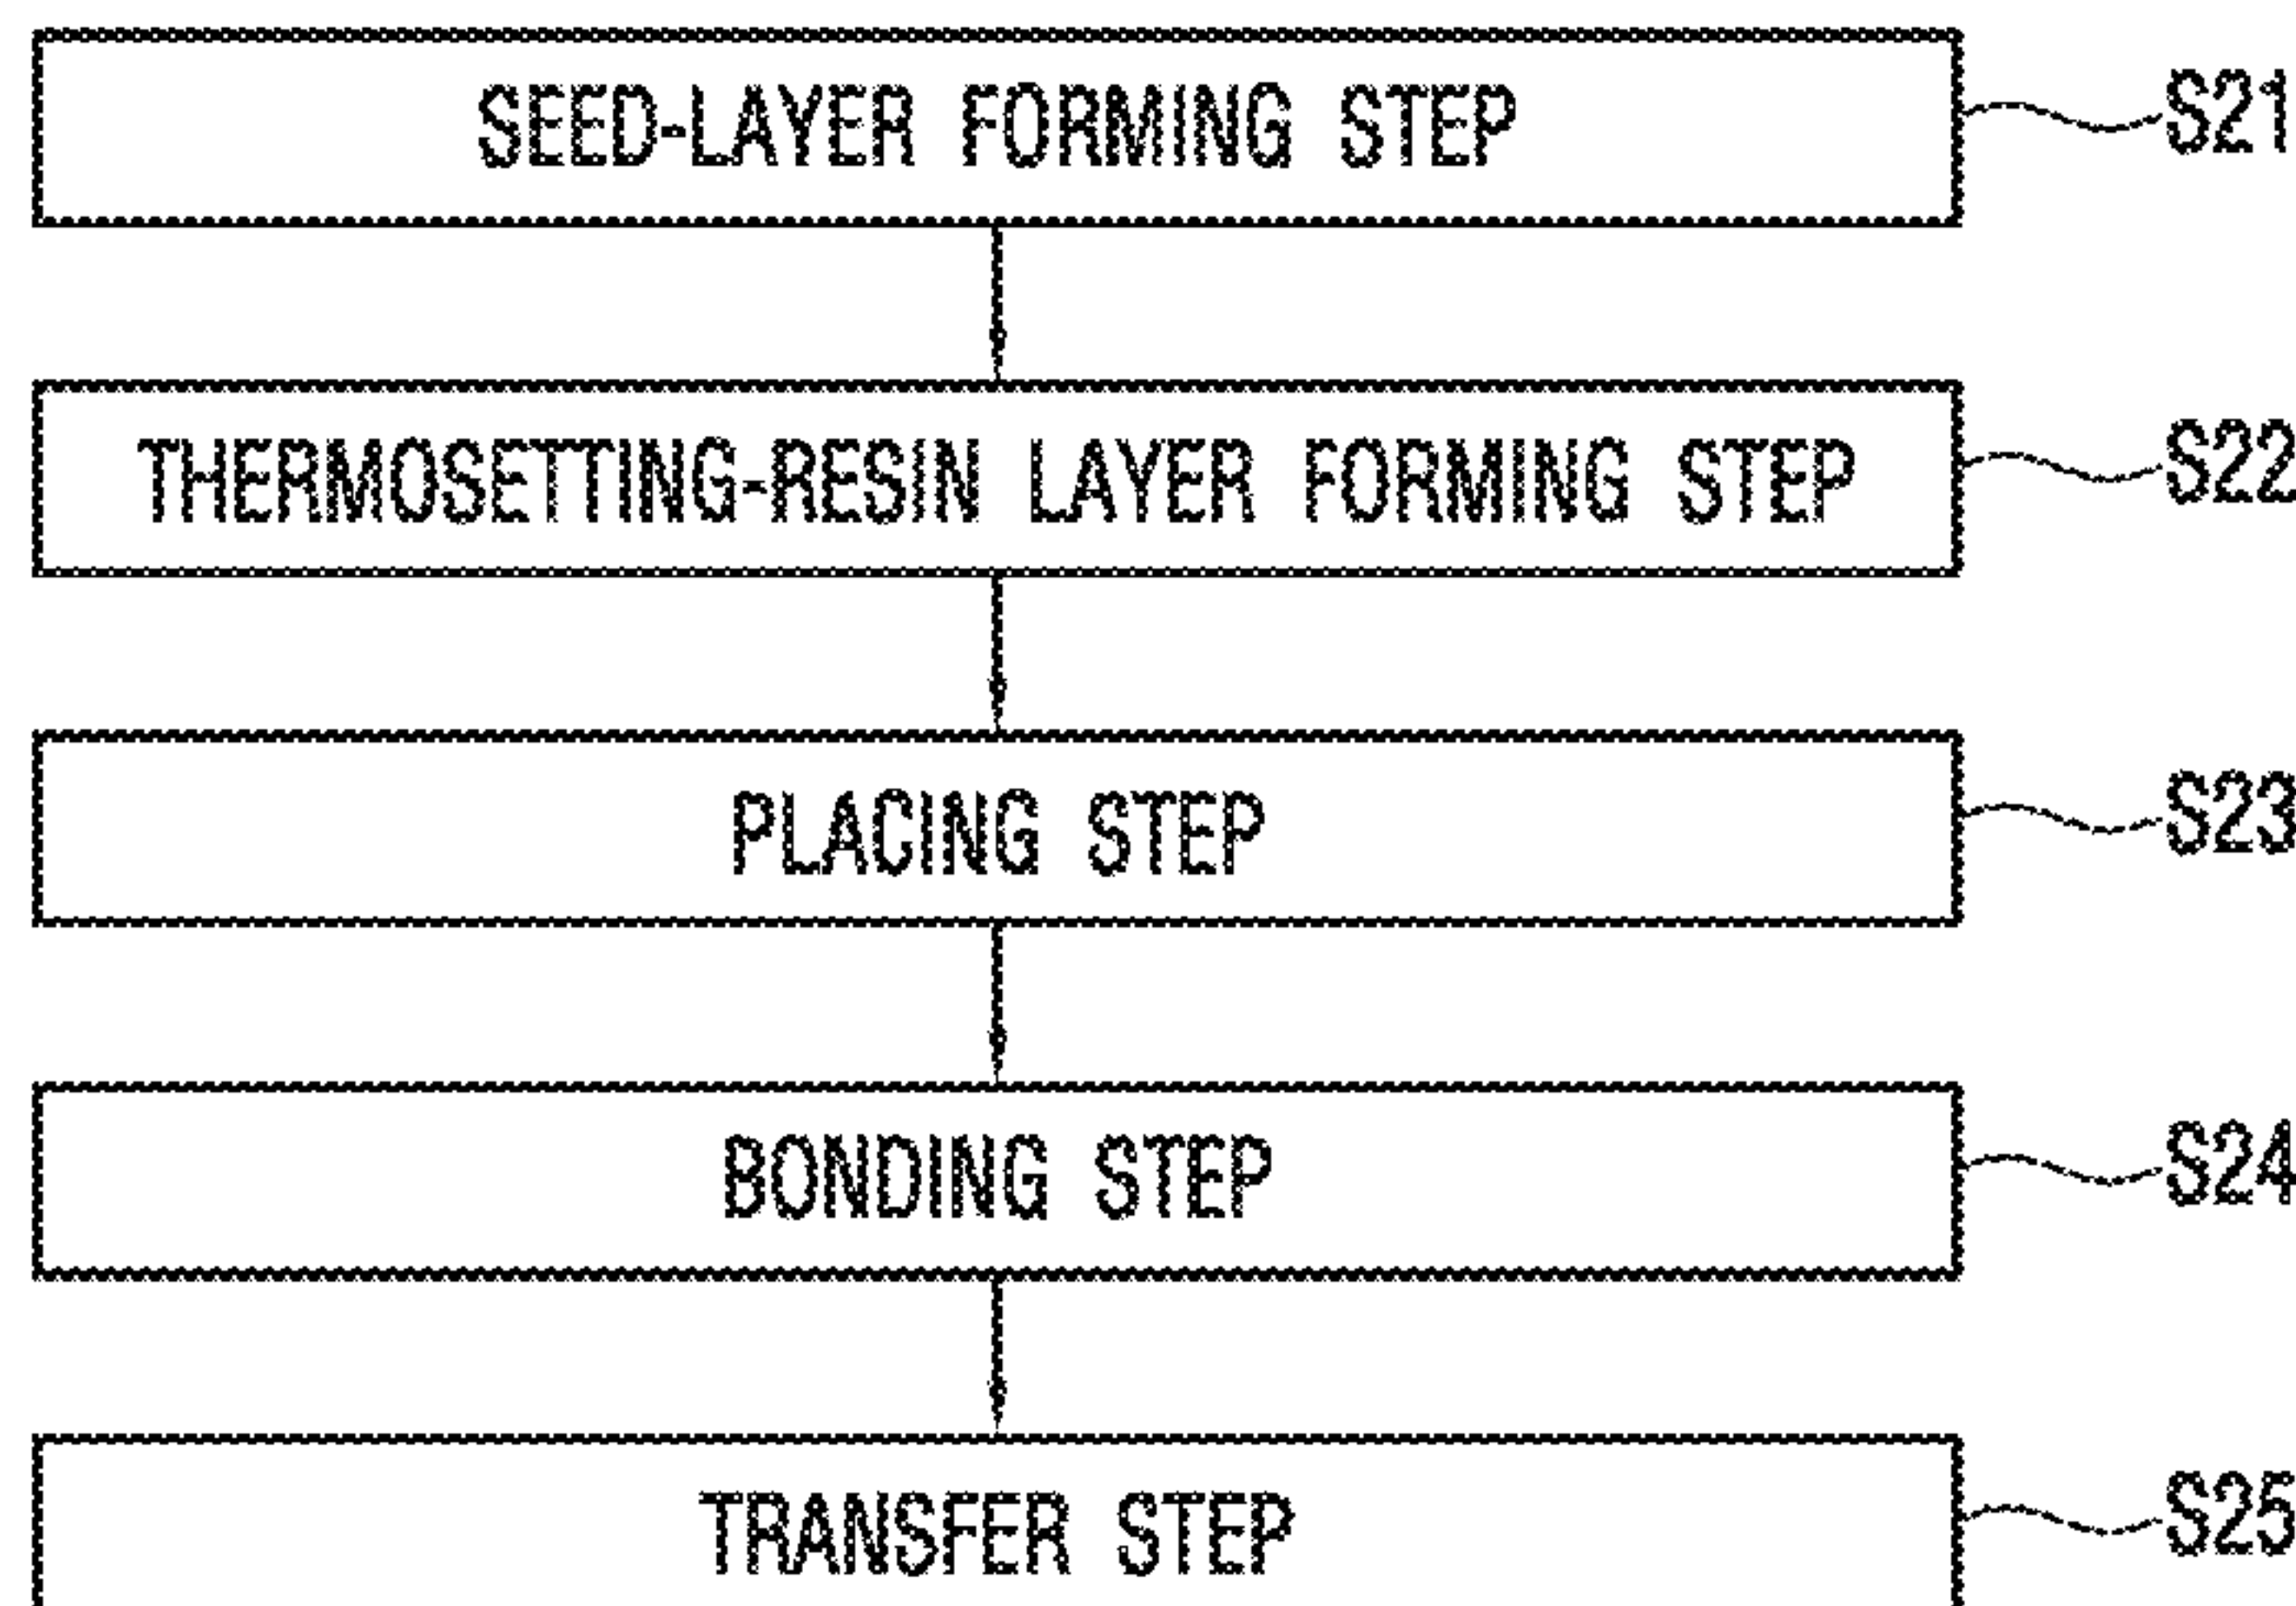 SEED-LAYER FORMING STEP S21
THERMOSETTING-RESIN LAYER FORMING STEP S22
PLACING STEP S23
BONDING STEP S24
TRANSFER STEP S25